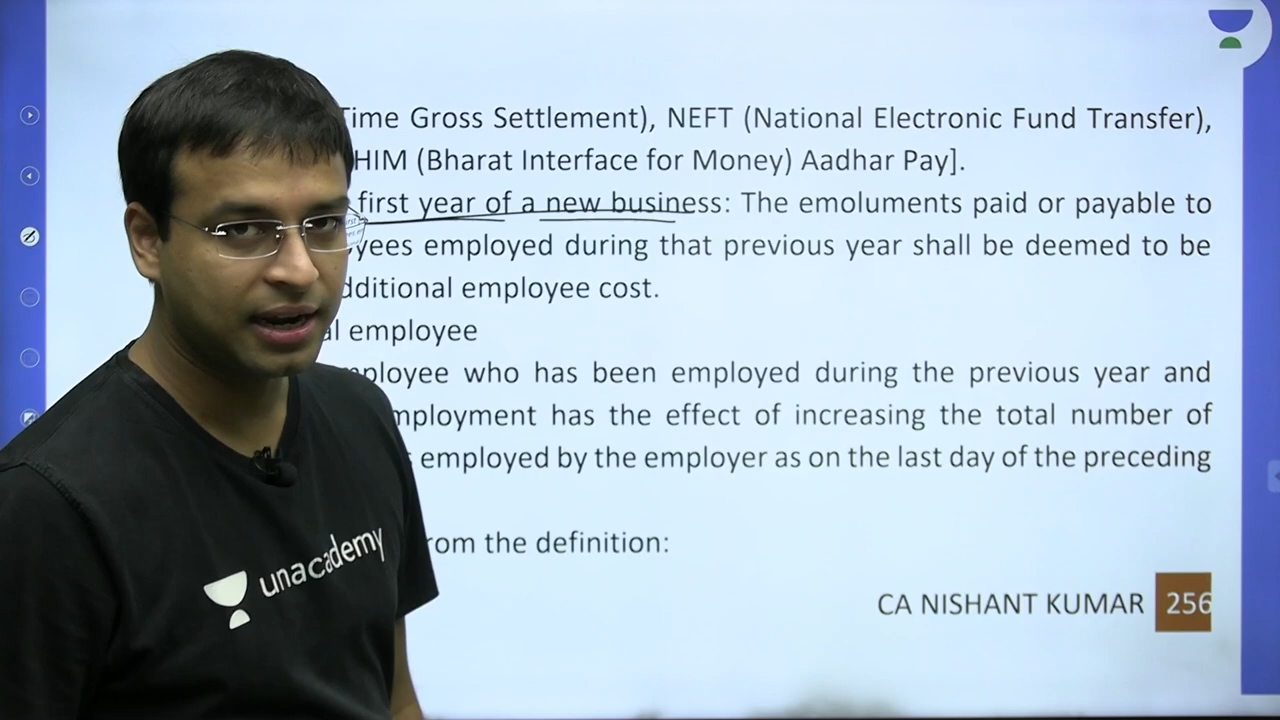 Time Gross Settlement), NEFT (National Electronic Fund Transfer),
HIM (Bharat Interface for Money) Aadhar Pay].
first year of a new business: The emoluments paid or payable to
yees employed during that previous year shall be deemed to be
dditional employee cost.
al employee
mployee who has been employed during the previous year and
mployment has the effect of increasing the total number of
employed by the employer as on the last day of the preceding
rom the definition:
CA NISHANT KUMAR 256
unacademy